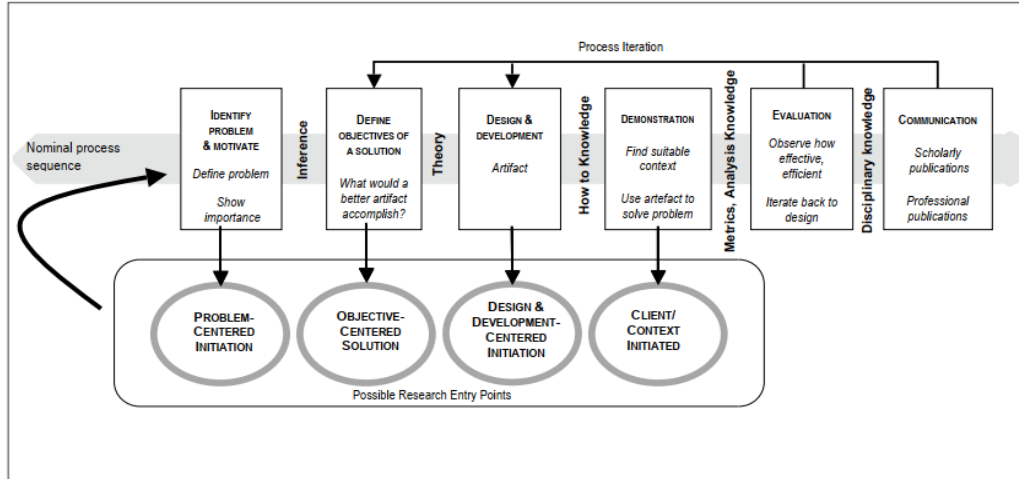 Process Iteration
Nominal process
sequence
IDENTIFY
PROBLEM
& MOTIVATE
Define problem
Show
importance
Inference
DEFINE
OBJECTIVES OF
A SOLUTION
What would a
better artifact
accomplish?
Theory
DESIGN &
DEVELOPMENT
Artifact
How to Knowledge
DEMONSTRATION
Find suitable
context
Use artefact to
solve problem
Metrics, Analysis Knowledge
EVALUATION
Observe how
effective,
efficient
Iterate back to
design
Disciplinary knowledge
COMMUNICATION
Scholarly
publications
Professional
publications
PROBLEM-
CENTERED
INITIATION
OBJECTIVE-
CENTERED
SOLUTION
DESIGN &
DEVELOPMENT-
CENTERED
INITIATION
CLIENT/
CONTEXT
INITIATED
Possible Research Entry Points